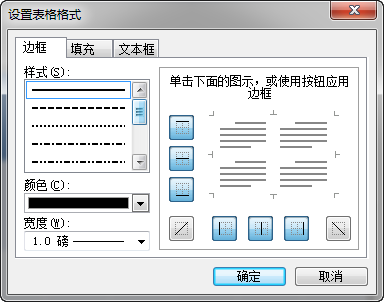 设置表格格式
边框 填充 文本框
样式(S):
单击下面的图示，或使用按钮应用
边框
颜色(C):
宽度(W):
1.0 磅
确定 取消